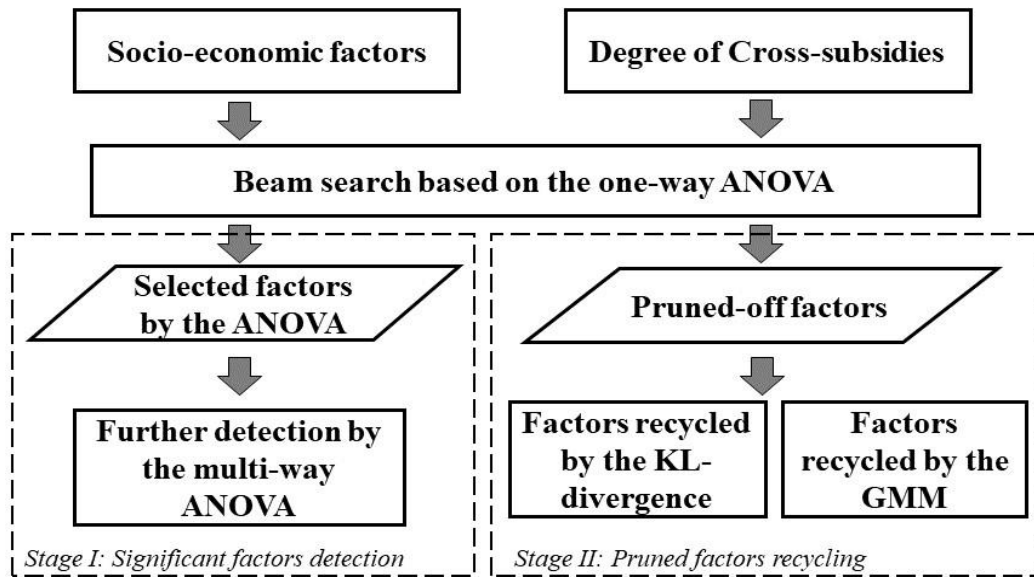 Socio-economic factors
Degree of Cross-subsidies
Beam search based on the one-way ANOVA
Selected factors
by the ANOVA
Further detection by
the multi-way
ANOVA
Stage I: Significant factors detection
Pruned-off factors
Factors recycled
by the KL-
divergence
Factors
recycled by the
GMM
Stage II: Pruned factors recycling